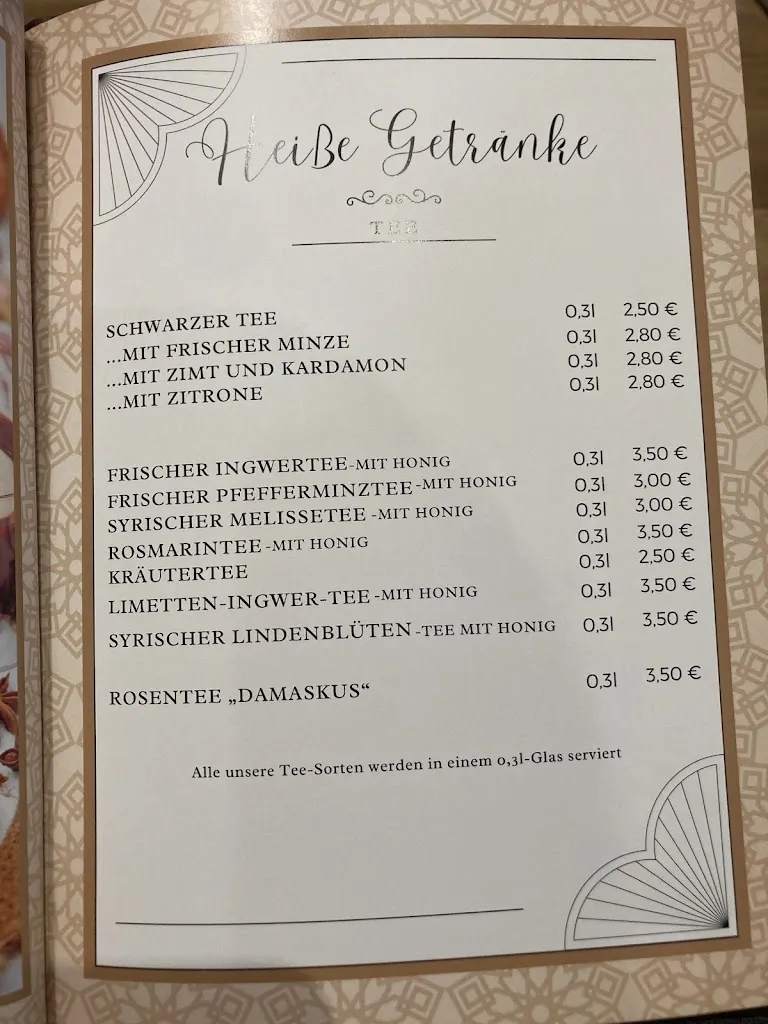 Heiße Getränke
TEE
SCHWARZER TEE 0,3l 2,50 €
...MIT FRISCHER MINZE 0,3l 2,80 €
...MIT ZIMT UND KARDAMON 0,3l 2,80 €
...MIT ZITRONE 0,3l 2,80 €
FRISCHER INGWERTEE-MIT HONIG 0,3l 3,50 €
FRISCHER PFEFFERMINZTEE-MIT HONIG 0,3l 3,00 €
SYRISCHER MELISSETEE -MIT HONIG 0,3l 3,00 €
ROSMARINTEE-MIT HONIG 0,3l 3,50 €
KRÄUTERTEE 0,3l 2,50 €
LIMETTEN-INGWER-TEE -MIT HONIG 0,3l 3,50 €
SYRISCHER LINDENBLÜTEN-TEE MIT HONIG 0,3l 3,50 €
ROSENTEE „DAMASKUS“ 0,3l 3,50 €
Alle unsere Tee-Sorten werden in einem 0,3l-Glas serviert